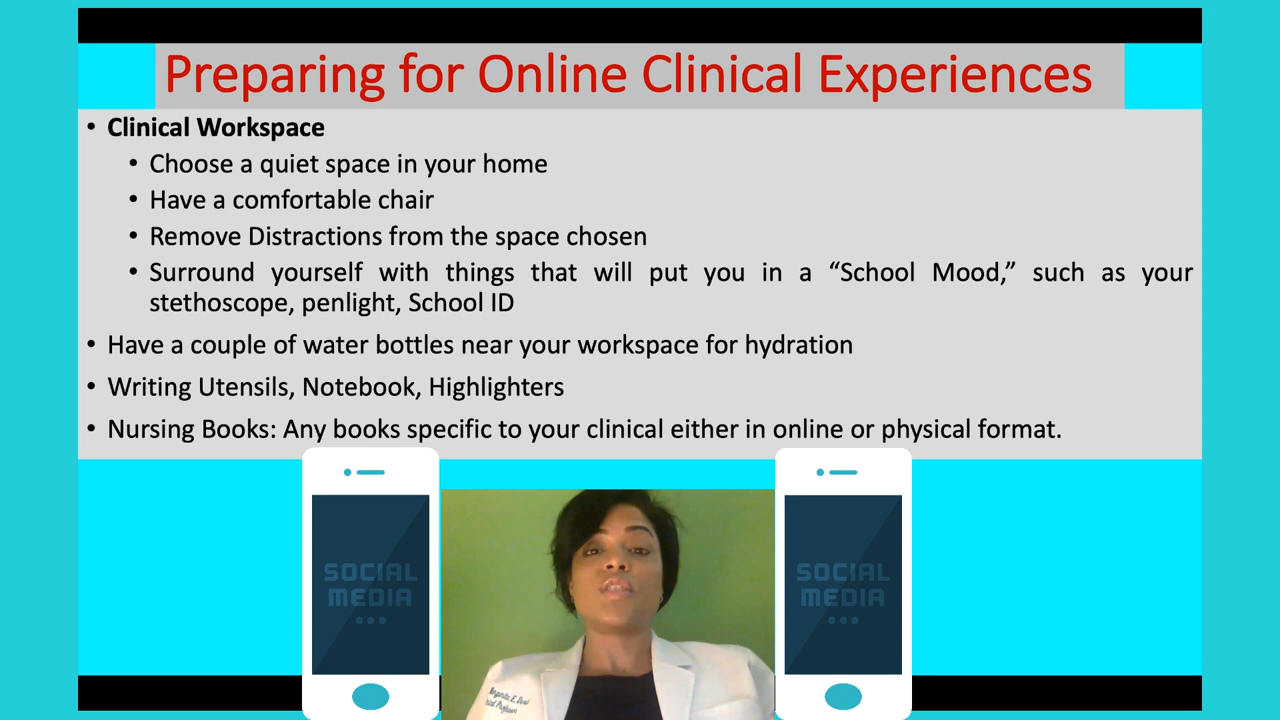 Preparing for Online Clinical Experiences
• Clinical Workspace
• Choose a quiet space in your home
• Have a comfortable chair
• Remove Distractions from the space chosen
• Surround yourself with things that will put you in a “School Mood,” such as your
stethoscope, penlight, School ID
• Have a couple of water bottles near your workspace for hydration
• Writing Utensils, Notebook, Highlighters
• Nursing Books: Any books specific to your clinical either in online or physical format.
SOCIAL
MEDIA
SOCIAL
MEDIA